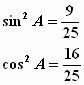 sin² A = 9/25
cos² A = 16/25